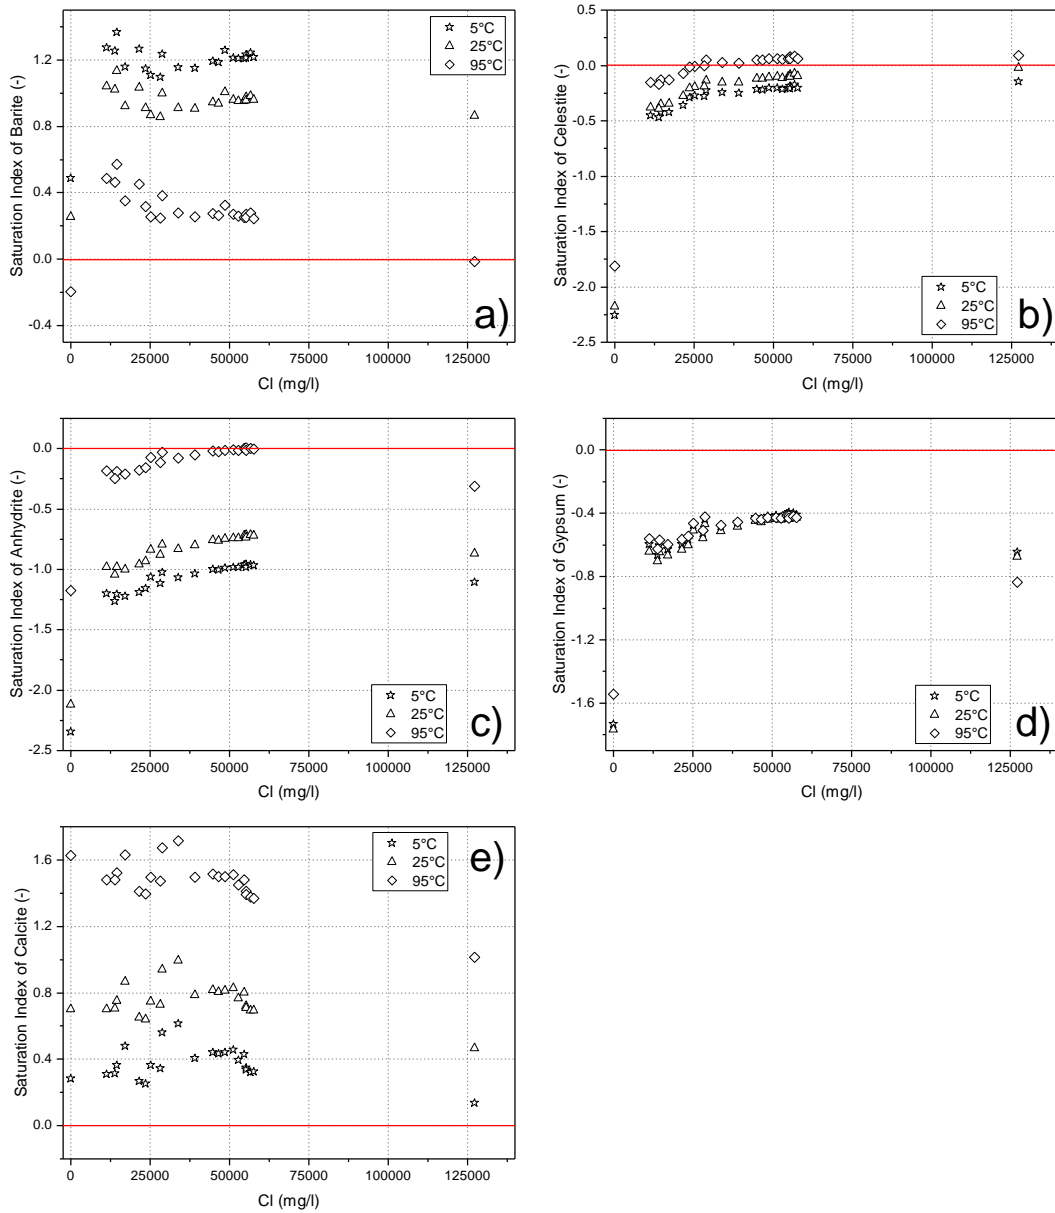 Saturation Index of Barite (-)
1.2
0.8
0.4
0.0
-0.4
5°C
25°C
95°C
a)
0 25000 50000 75000 100000 125000
Cl (mg/l)
Saturation Index of Celestite (-)
0.5
0.0
-0.5
-1.0
-1.5
-2.0
-2.5
5°C
25°C
95°C
b)
0 25000 50000 75000 100000 125000
Cl (mg/l)
Saturation Index of Anhydrite (-)
0.0
-0.5
-1.0
-1.5
-2.0
-2.5
5°C
25°C
95°C
c)
0 25000 50000 75000 100000 125000
Cl (mg/l)
Saturation Index of Gypsum (-)
0.0
-0.4
-0.8
-1.2
-1.6
5°C
25°C
95°C
d)
0 25000 50000 75000 100000 125000
Cl (mg/l)
Saturation Index of Calcite (-)
1.6
1.2
0.8
0.4
0.0
5°C
25°C
95°C
e)
0 25000 50000 75000 100000 125000
Cl (mg/l)